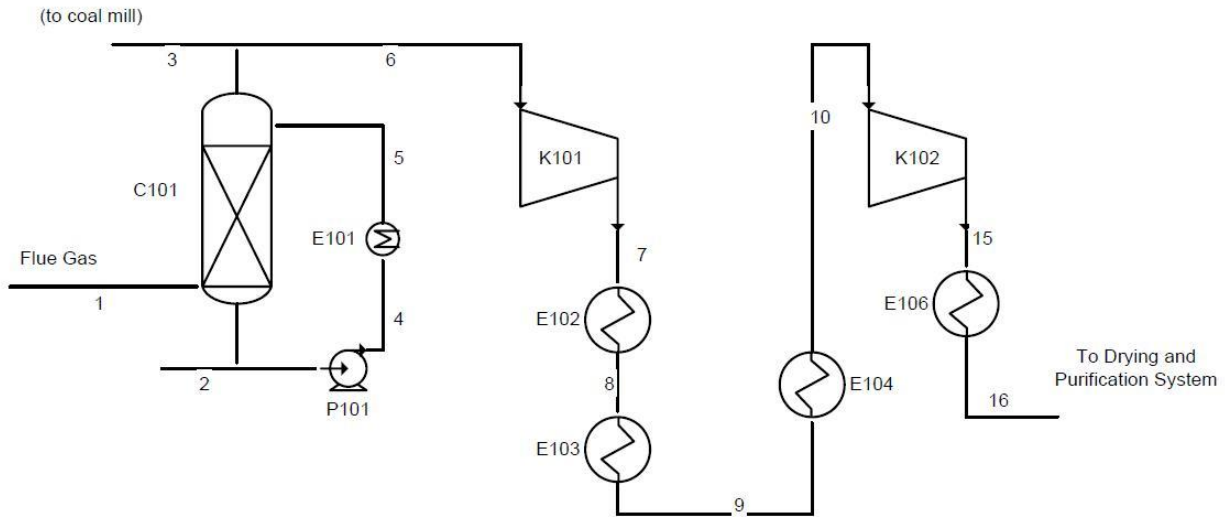 (to coal mill)
3
6
10
K101
K102
5
C101
E101
15
Flue Gas
7
1
E102
E106
4
To Drying and
Purification System
2
8
E104
P101
16
E103
9